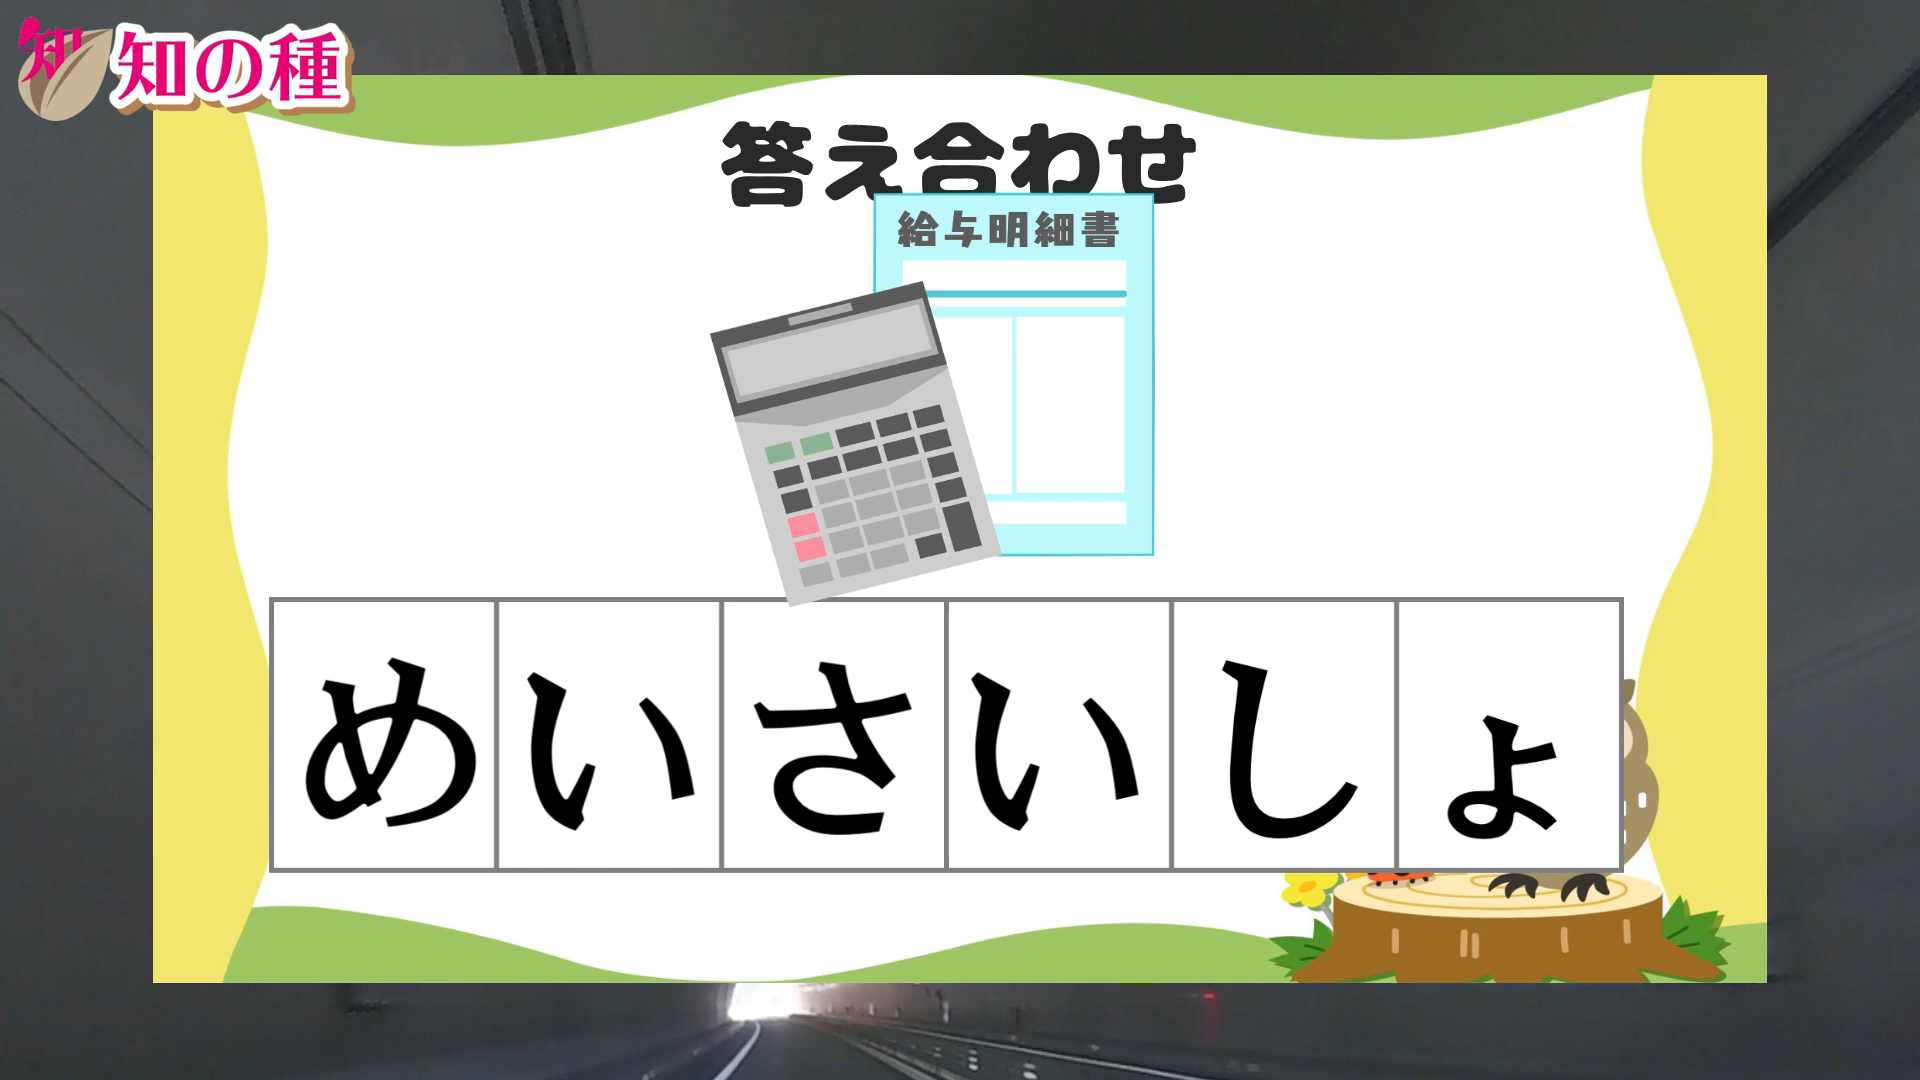 知 知の種
答え合わせ
給与明細書
めいさいしょ